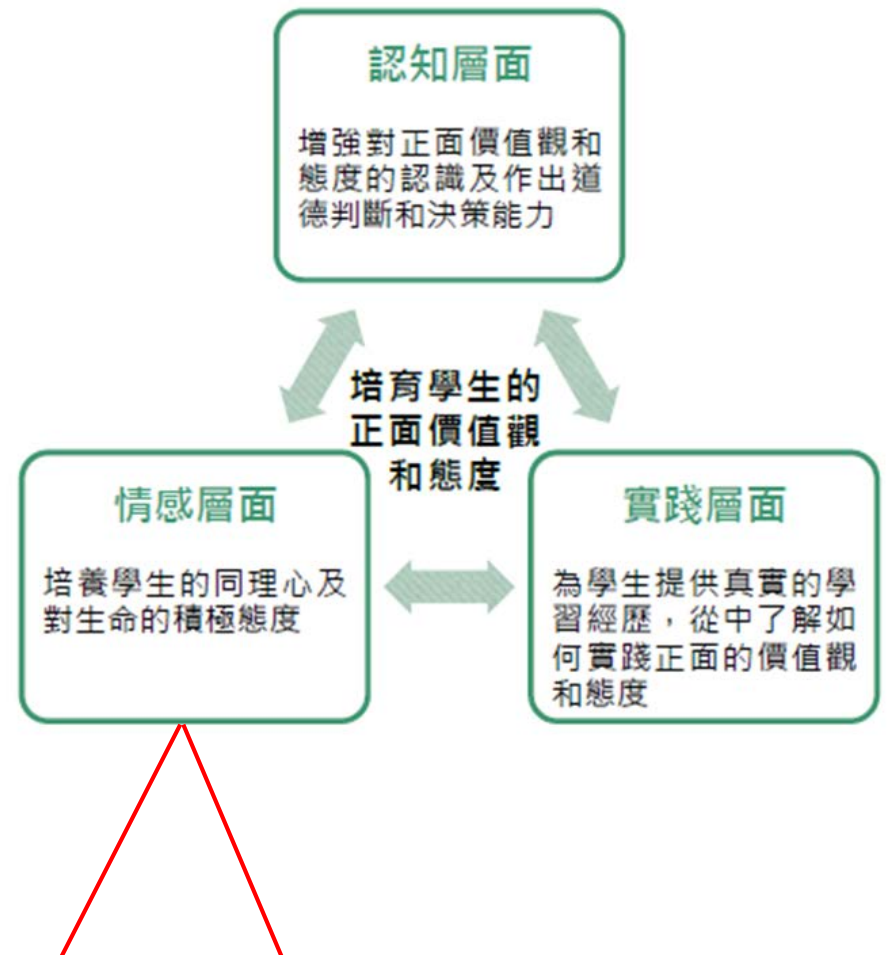 認知層面
增強對正面價值觀和
態度的認識及作出道
德判斷和決策能力
培育學生的
正面價值觀
和態度
情感層面
培養學生的同理心及
對生命的積極態度
實踐層面
為學生提供真實的學
習經歷，從中了解如
何實踐正面的價值觀
和態度